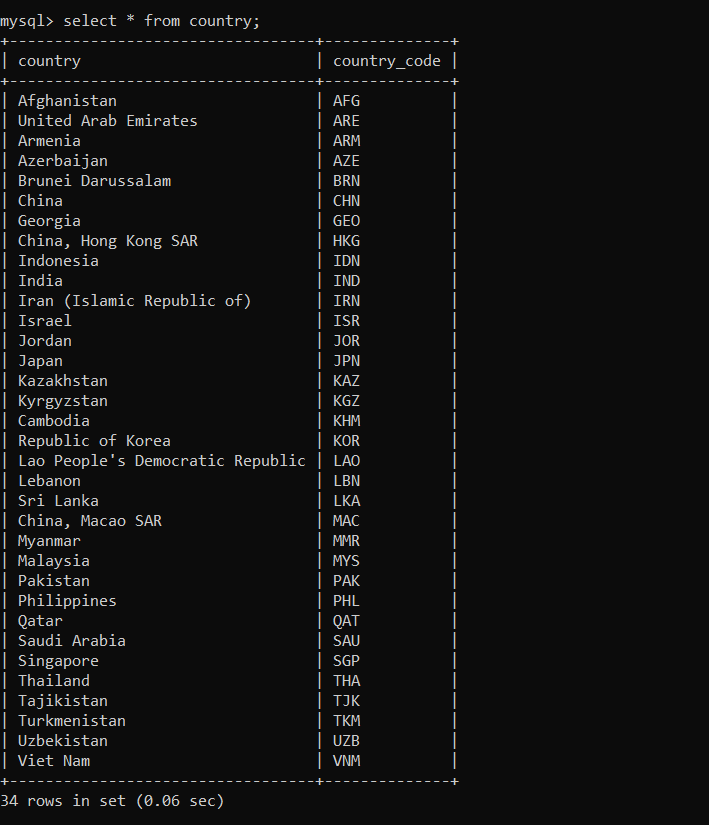 mysql> select * from country;
+----------------------------------+--------------+
| country                          | country_code |
+----------------------------------+--------------+
| Afghanistan                      | AFG          |
| United Arab Emirates             | ARE          |
| Armenia                          | ARM          |
| Azerbaijan                       | AZE          |
| Brunei Darussalam                | BRN          |
| China                            | CHN          |
| Georgia                          | GEO          |
| China, Hong Kong SAR             | HKG          |
| Indonesia                        | IDN          |
| India                            | IND          |
| Iran (Islamic Republic of)       | IRN          |
| Israel                           | ISR          |
| Jordan                           | JOR          |
| Japan                            | JPN          |
| Kazakhstan                       | KAZ          |
| Kyrgyzstan                       | KGZ          |
| Cambodia                         | KHM          |
| Republic of Korea                | KOR          |
| Lao People's Democratic Republic | LAO          |
| Lebanon                          | LBN          |
| Sri Lanka                        | LKA          |
| China, Macao SAR                 | MAC          |
| Myanmar                          | MMR          |
| Malaysia                         | MYS          |
| Pakistan                         | PAK          |
| Philippines                      | PHL          |
| Qatar                            | QAT          |
| Saudi Arabia                     | SAU          |
| Singapore                        | SGP          |
| Thailand                         | THA          |
| Tajikistan                       | TJK          |
| Turkmenistan                     | TKM          |
| Uzbekistan                       | UZB          |
| Viet Nam                         | VNM          |
+----------------------------------+--------------+
34 rows in set (0.06 sec)